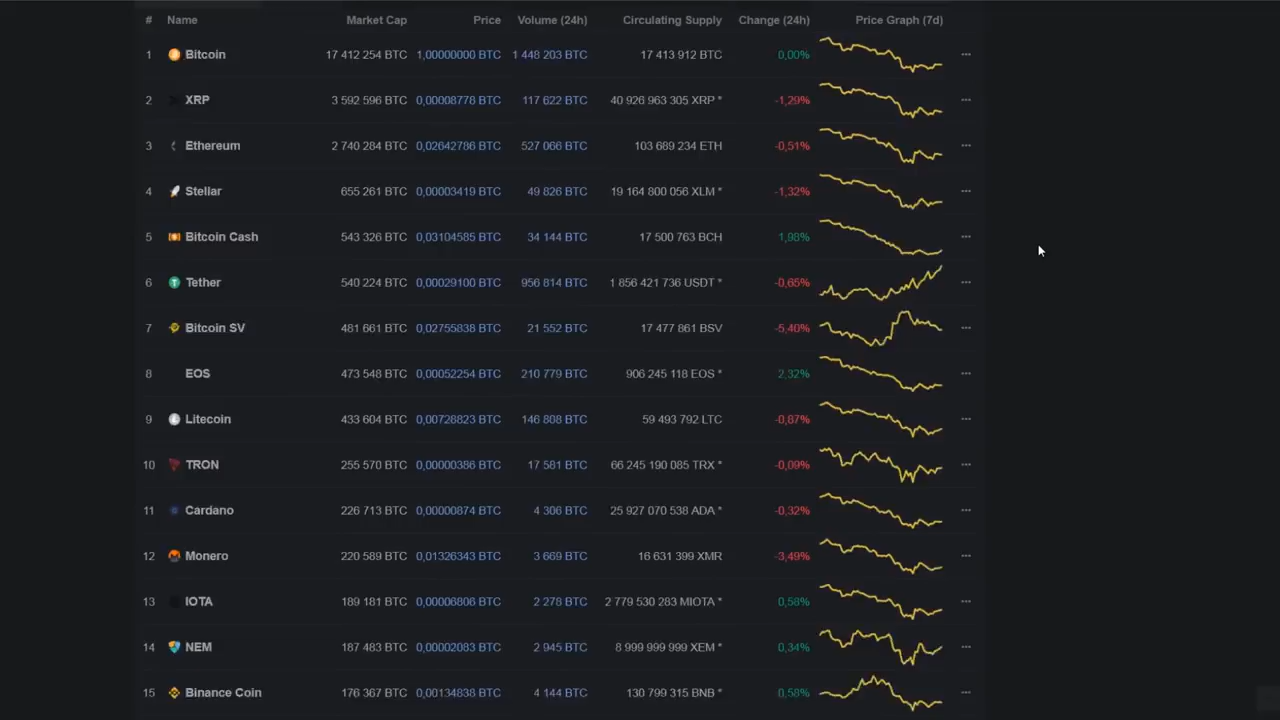 # Name Market Cap Price Volume (24h) Circulating Supply Change (24h) Price Graph (7d)
1 Bitcoin 17 412 254 BTC 1,00000000 BTC 1 448 203 BTC 17 413 912 BTC 0,00%
2 XRP 3 592 596 BTC 0,00008778 BTC 117 622 BTC 40 926 963 305 XRP * -1,29%
3 Ethereum 2 740 284 BTC 0,02642786 BTC 527 066 BTC 103 689 234 ETH -0,51%
4 Stellar 655 261 BTC 0,00003419 BTC 49 826 BTC 19 164 800 056 XLM * -1,32%
5 Bitcoin Cash 543 326 BTC 0,03104585 BTC 34 144 BTC 17 500 763 BCH 1,98%
6 Tether 540 224 BTC 0,00029100 BTC 956 814 BTC 1 856 421 736 USDT * -0,65%
7 Bitcoin SV 481 661 BTC 0,02755838 BTC 21 552 BTC 17 477 861 BSV -5,40%
8 EOS 473 548 BTC 0,00052254 BTC 210 779 BTC 906 245 118 EOS * 2,32%
9 Litecoin 433 604 BTC 0,00728823 BTC 146 808 BTC 59 493 792 LTC -0,87%
10 TRON 255 570 BTC 0,00000386 BTC 17 581 BTC 66 245 190 085 TRX * -0,09%
11 Cardano 226 713 BTC 0,00000874 BTC 4 306 BTC 25 927 070 538 ADA * -0,32%
12 Monero 220 589 BTC 0,01326343 BTC 3 669 BTC 16 631 399 XMR -3,49%
13 IOTA 189 181 BTC 0,00006806 BTC 2 278 BTC 2 779 530 283 MIOTA * 0,58%
14 NEM 187 483 BTC 0,00002083 BTC 2 945 BTC 8 999 999 999 XEM * 0,34%
15 Binance Coin 176 367 BTC 0,00134838 BTC 4 144 BTC 130 799 315 BNB * 0,58%